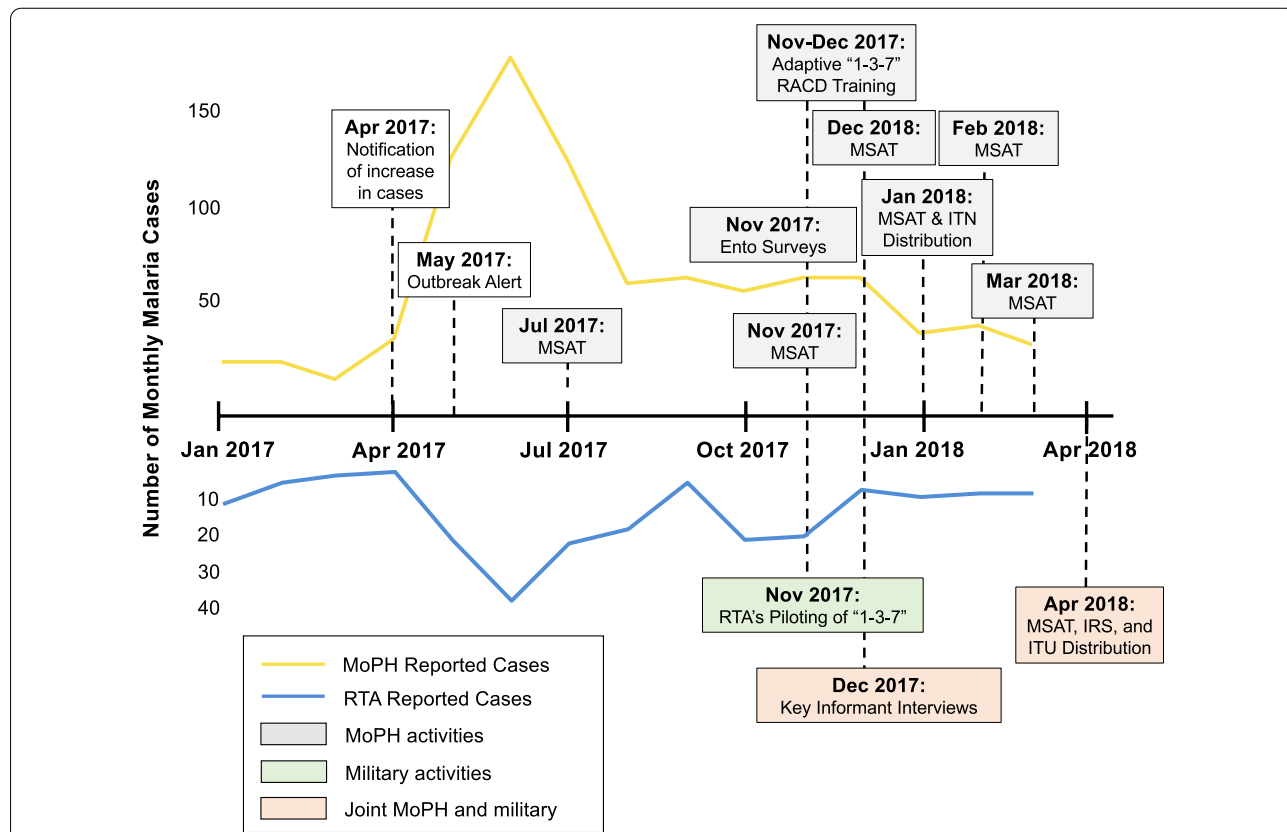 Number of Monthly Malaria Cases
150
100
50
Apr 2017:
Notification
of increase
in cases
May 2017:
Outbreak Alert
Jul 2017:
MSAT
Nov-Dec 2017:
Adaptive “1-3-7”
RACD Training
Dec 2018:
MSAT
Feb 2018:
MSAT
Nov 2017:
Ento Surveys
Jan 2018:
MSAT & ITN
Distribution
Mar 2018:
MSAT
Nov 2017:
MSAT
Jan 2017
Apr 2017
Jul 2017
Oct 2017
Jan 2018
Apr 2018
10
20
30
40
Nov 2017:
RTA’s Piloting of “1-3-7”
Apr 2018:
MSAT, IRS, and
ITU Distribution
Dec 2017:
Key Informant Interviews
MoPH Reported Cases
RTA Reported Cases
MoPH activities
Military activities
Joint MoPH and military